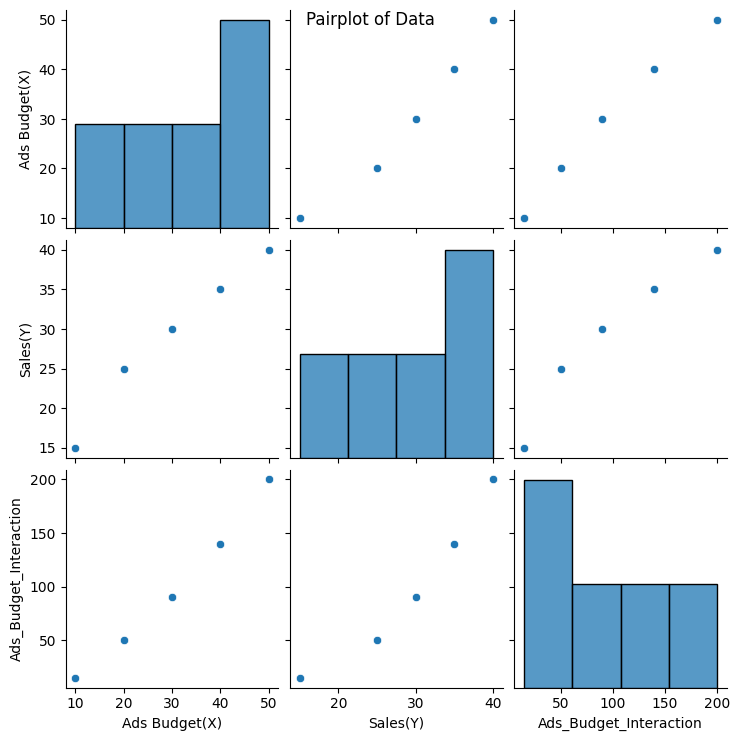 Pairplot of Data
50
40
30
20
10
Ads Budget(X)
40
35
30
25
20
15
Sales(Y)
200
150
100
50
Ads_Budget_Interaction
10 20 30 40 50
Ads Budget(X)
20 30 40
Sales(Y)
50 100 150 200
Ads_Budget_Interaction